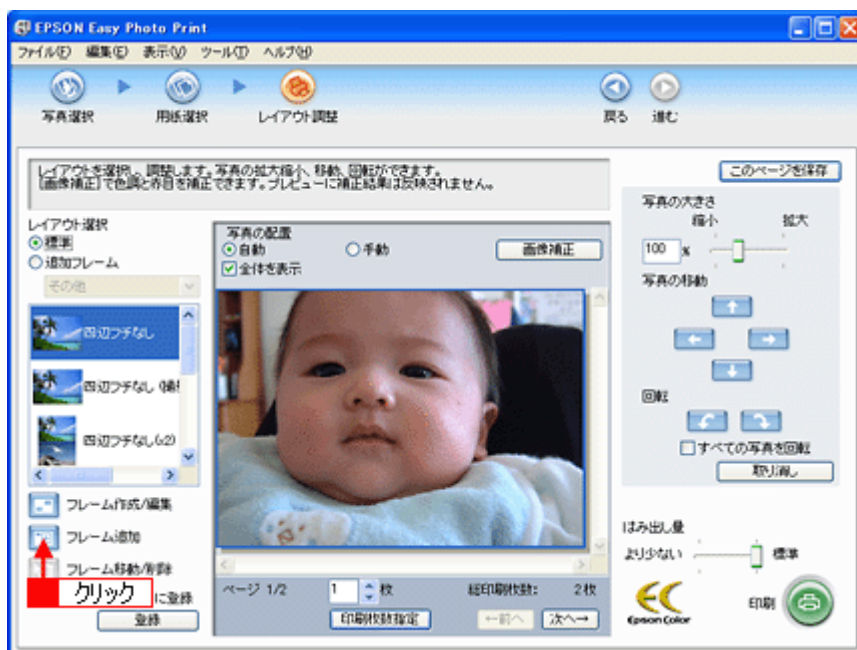 EPSON Easy Photo Print
ファイル(F) 編集(E) 表示(V) ツール(T) ヘルプ(H)
写真選択 用紙選択 レイアウト調整 戻る 進む
レイアウトを選択し、調整します。写真の拡大縮小、移動、回転ができます。
[画像補正]で色調と赤目を補正できます。プレビューに補正結果は反映されません。
このページを保存
レイアウト選択
標準
追加フレーム
その他
四辺フチなし
四辺フチなし
四辺フチなし(x2)
フレーム作成/編集
フレーム追加
フレーム移動/削除
クリック
に登録
登録
写真の配置
自動 手動 画像補正
全体を表示
ページ 1/2 1 枚 総印刷枚数: 2枚
印刷枚数指定 ←前へ 次へ→
写真の大きさ
縮小 拡大
100 %
写真の移動
回転
すべての写真を回転
取り消し
はみ出し量
より少ない 標準
Epson Color
印刷